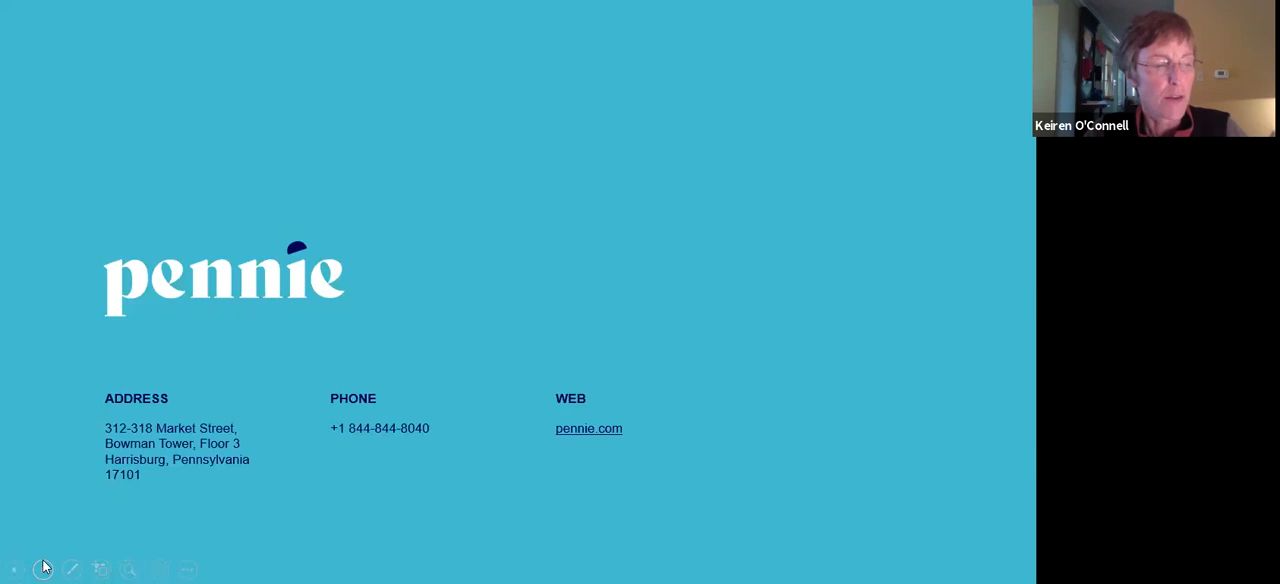 Keiren O'Connell
pennie
ADDRESS
312-318 Market Street,
Bowman Tower, Floor 3
Harrisburg, Pennsylvania
17101
PHONE
+1 844-844-8040
WEB
pennie.com